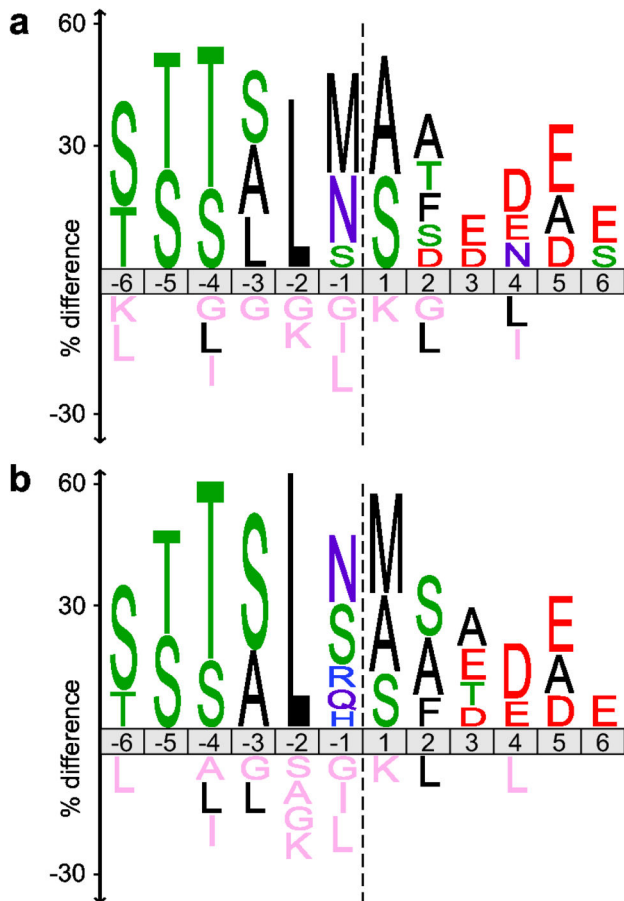 a
% difference
60
30
-30
S T
T S
T S
S A L
L
M N S
A S
A T F S D
E D
D E N
E A D
E S
-6 -5 -4 -3 -2 -1 1 2 3 4 5 6
K L
G L I
G
G K
G I L
K
G L
L I
b
% difference
60
30
-30
S T
T S
T S
S A
L
N S R Q H
M A S
S A F
A E T D
D E
E A D
E
-6 -5 -4 -3 -2 -1 1 2 3 4 5 6
L
A L I
G L
S A G K
G I L
K
L
L